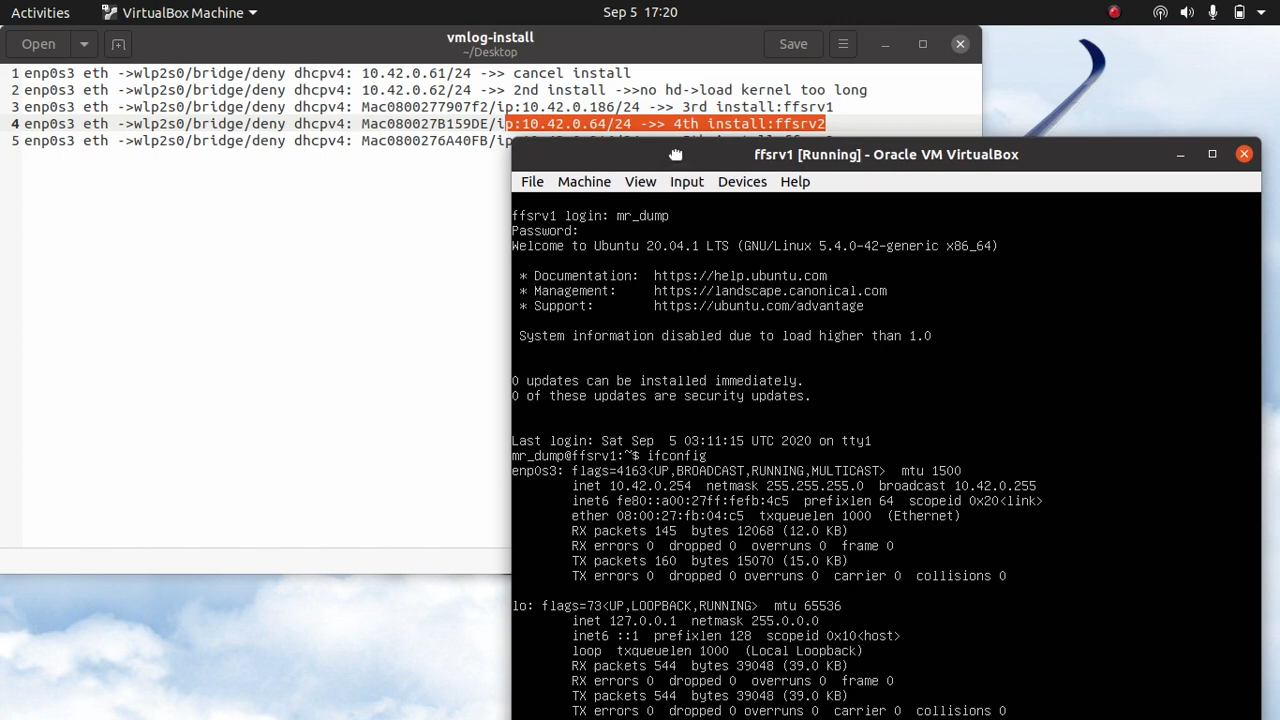 Activities VirtualBox Machine Sep 5 17:20
Open vmlog-install Save
~/Desktop
1 enp0s3 eth ->wlp2s0/bridge/deny dhcpv4: 10.42.0.61/24 ->> cancel install
2 enp0s3 eth ->wlp2s0/bridge/deny dhcpv4: 10.42.0.62/24 ->> 2nd install ->>no hd->load kernel too long
3 enp0s3 eth ->wlp2s0/bridge/deny dhcpv4: Mac0800277907f2/ip:10.42.0.186/24 ->> 3rd install:ffsrv1
4 enp0s3 eth ->wlp2s0/bridge/deny dhcpv4: Mac080027B159DE/ip:10.42.0.64/24 ->> 4th install:ffsrv2
5 enp0s3 eth ->wlp2s0/bridge/deny dhcpv4: Mac0800276A40FB/ip
ffsrv1 [Running] - Oracle VM VirtualBox
File Machine View Input Devices Help
ffsrv1 login: mr_dump
Password:
Welcome to Ubuntu 20.04.1 LTS (GNU/Linux 5.4.0-42-generic x86_64)
* Documentation: https://help.ubuntu.com
* Management: https://landscape.canonical.com
* Support: https://ubuntu.com/advantage
System information disabled due to load higher than 1.0
0 updates can be installed immediately.
0 of these updates are security updates.
Last login: Sat Sep 5 03:11:15 UTC 2020 on tty1
mr_dump@ffsrv1:~$ ifconfig
enp0s3: flags=4163<UP,BROADCAST,RUNNING,MULTICAST> mtu 1500
inet 10.42.0.254 netmask 255.255.255.0 broadcast 10.42.0.255
inet6 fe80::a00:27ff:fefb:4c5 prefixlen 64 scopeid 0x20<link>
ether 08:00:27:fb:04:c5 txqueuelen 1000 (Ethernet)
RX packets 145 bytes 12068 (12.0 KB)
RX errors 0 dropped 0 overruns 0 frame 0
TX packets 160 bytes 15070 (15.0 KB)
TX errors 0 dropped 0 overruns 0 carrier 0 collisions 0
lo: flags=73<UP,LOOPBACK,RUNNING> mtu 65536
inet 127.0.0.1 netmask 255.0.0.0
inet6 ::1 prefixlen 128 scopeid 0x10<host>
loop txqueuelen 1000 (Local Loopback)
RX packets 544 bytes 39048 (39.0 KB)
RX errors 0 dropped 0 overruns 0 frame 0
TX packets 544 bytes 39048 (39.0 KB)
TX errors 0 dropped 0 overruns 0 carrier 0 collisions 0